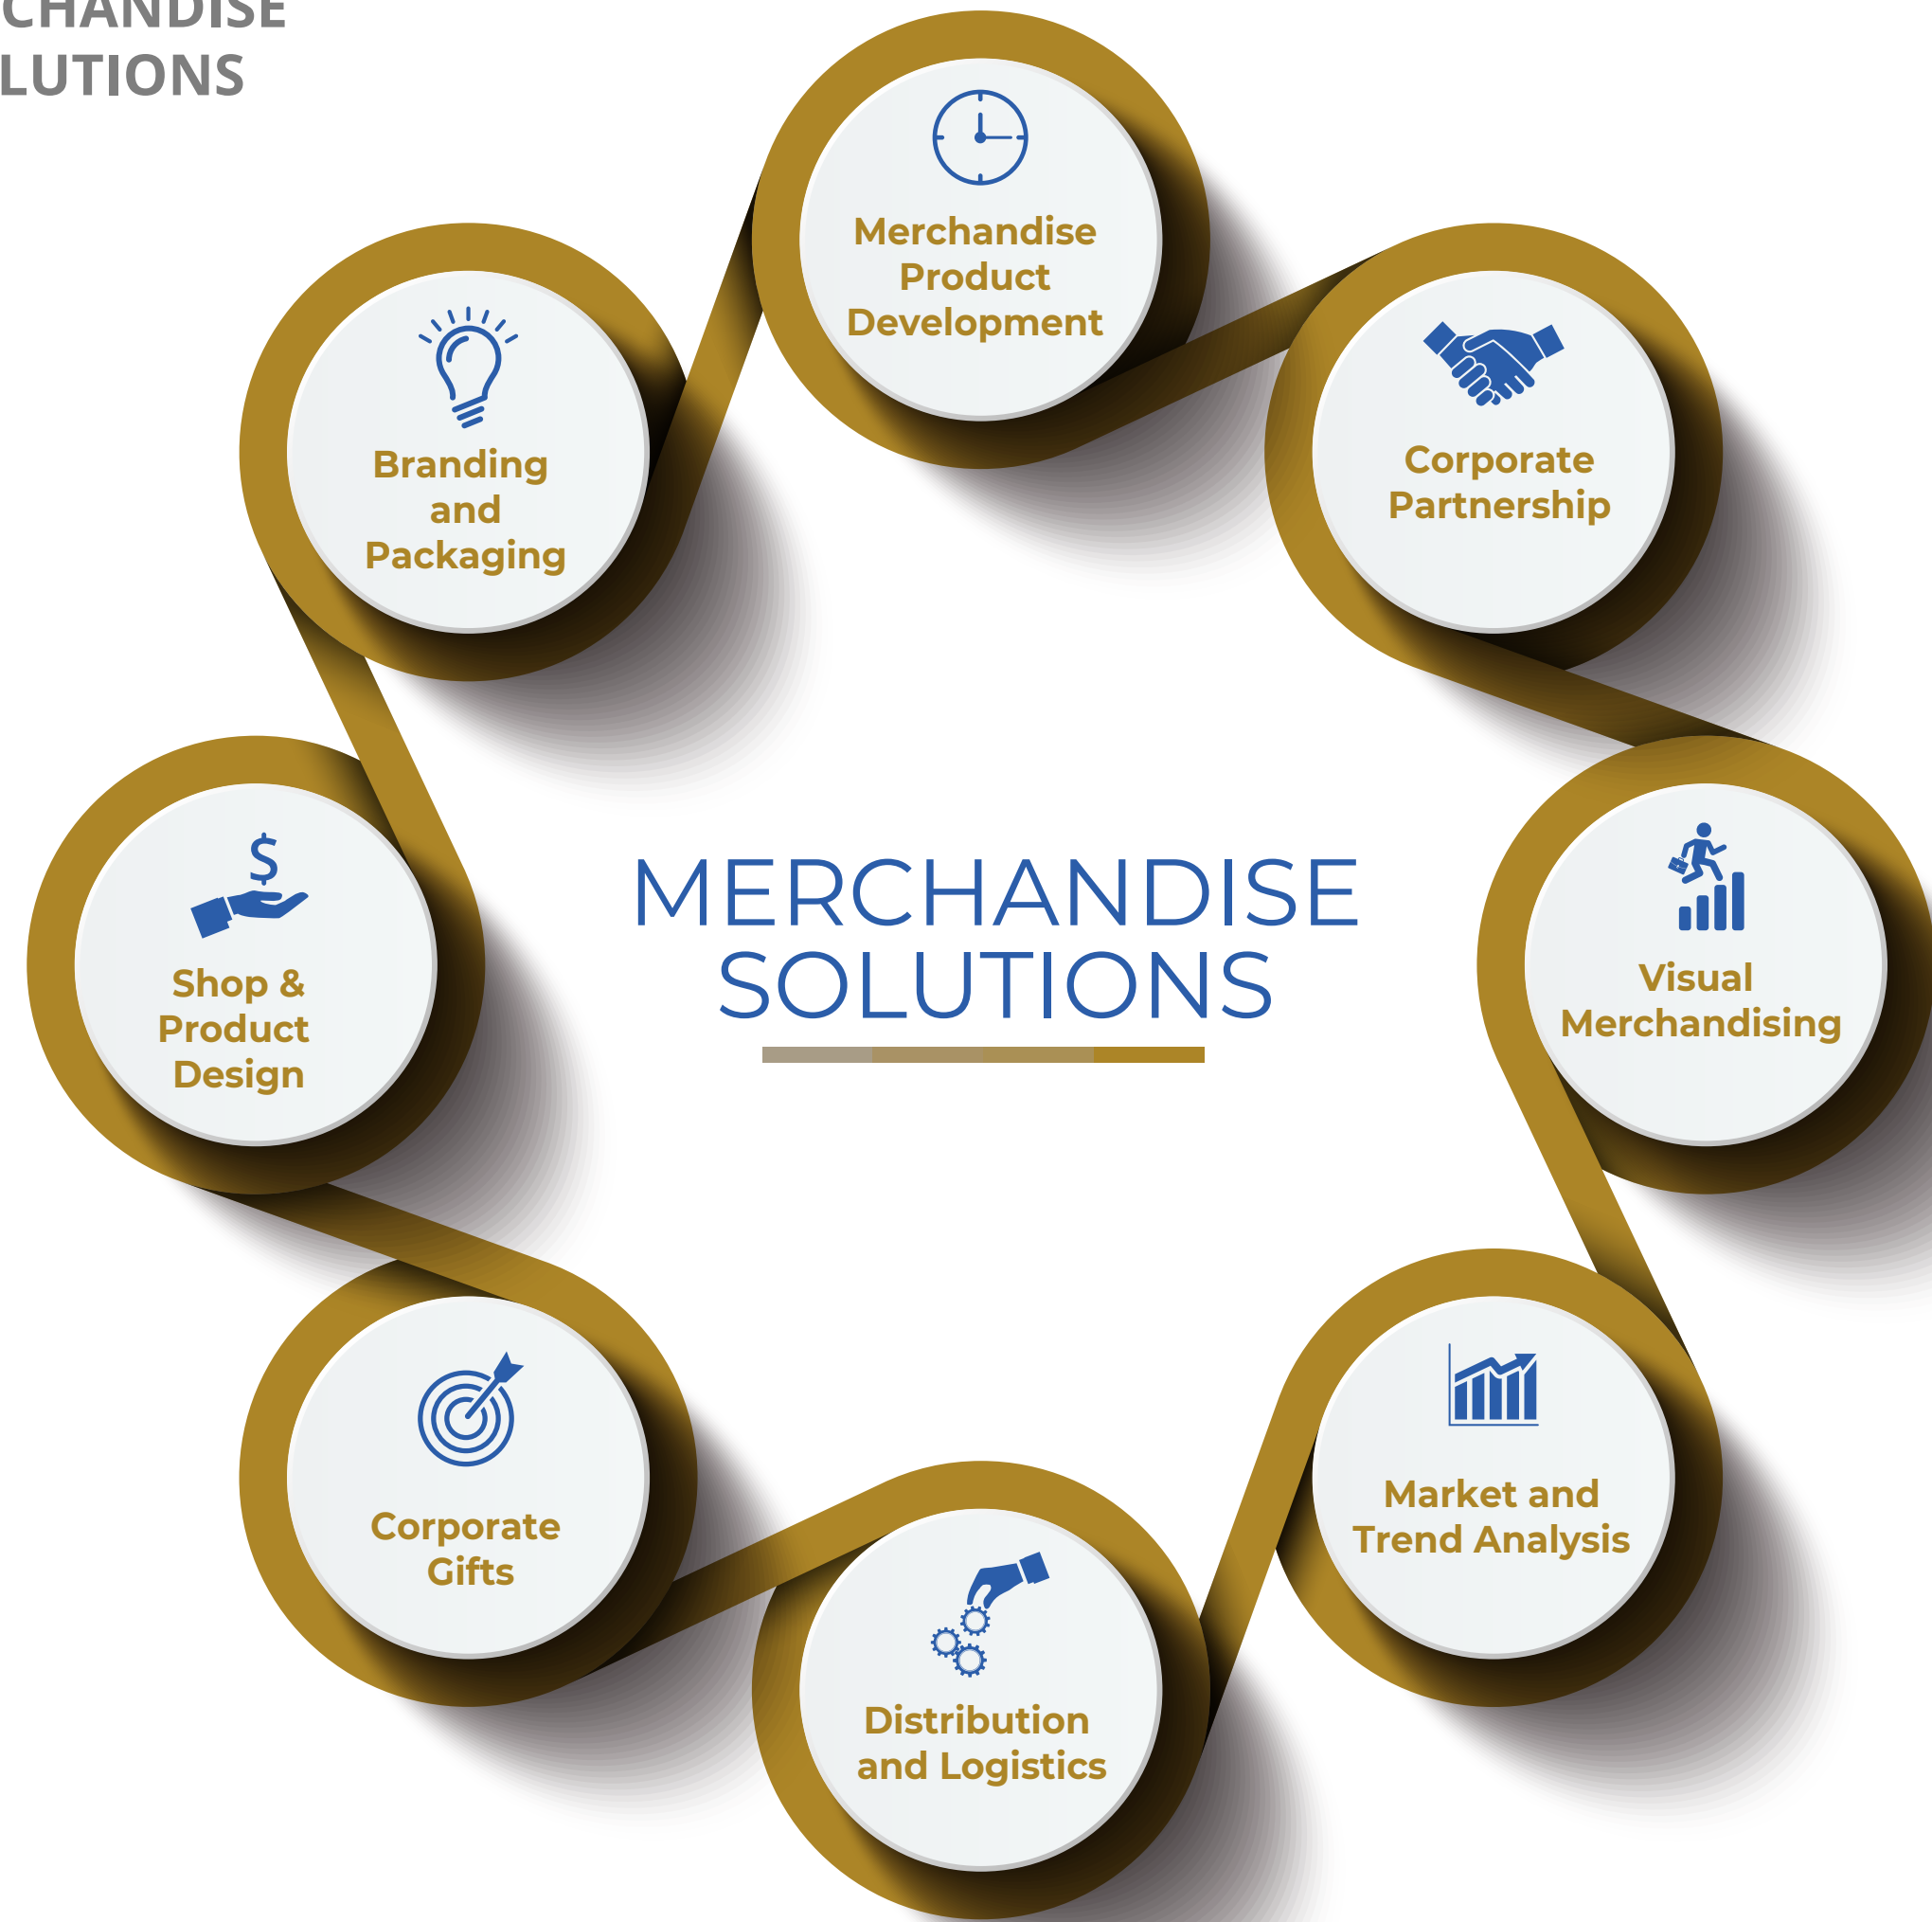 CHANDISE
LUTIONS
Merchandise
Product
Development
Corporate
Partnership
Visual
Merchandising
Market and
Trend Analysis
Distribution
and Logistics
Corporate
Gifts
Shop &
Product
Design
Branding
and
Packaging
MERCHANDISE
SOLUTIONS
$